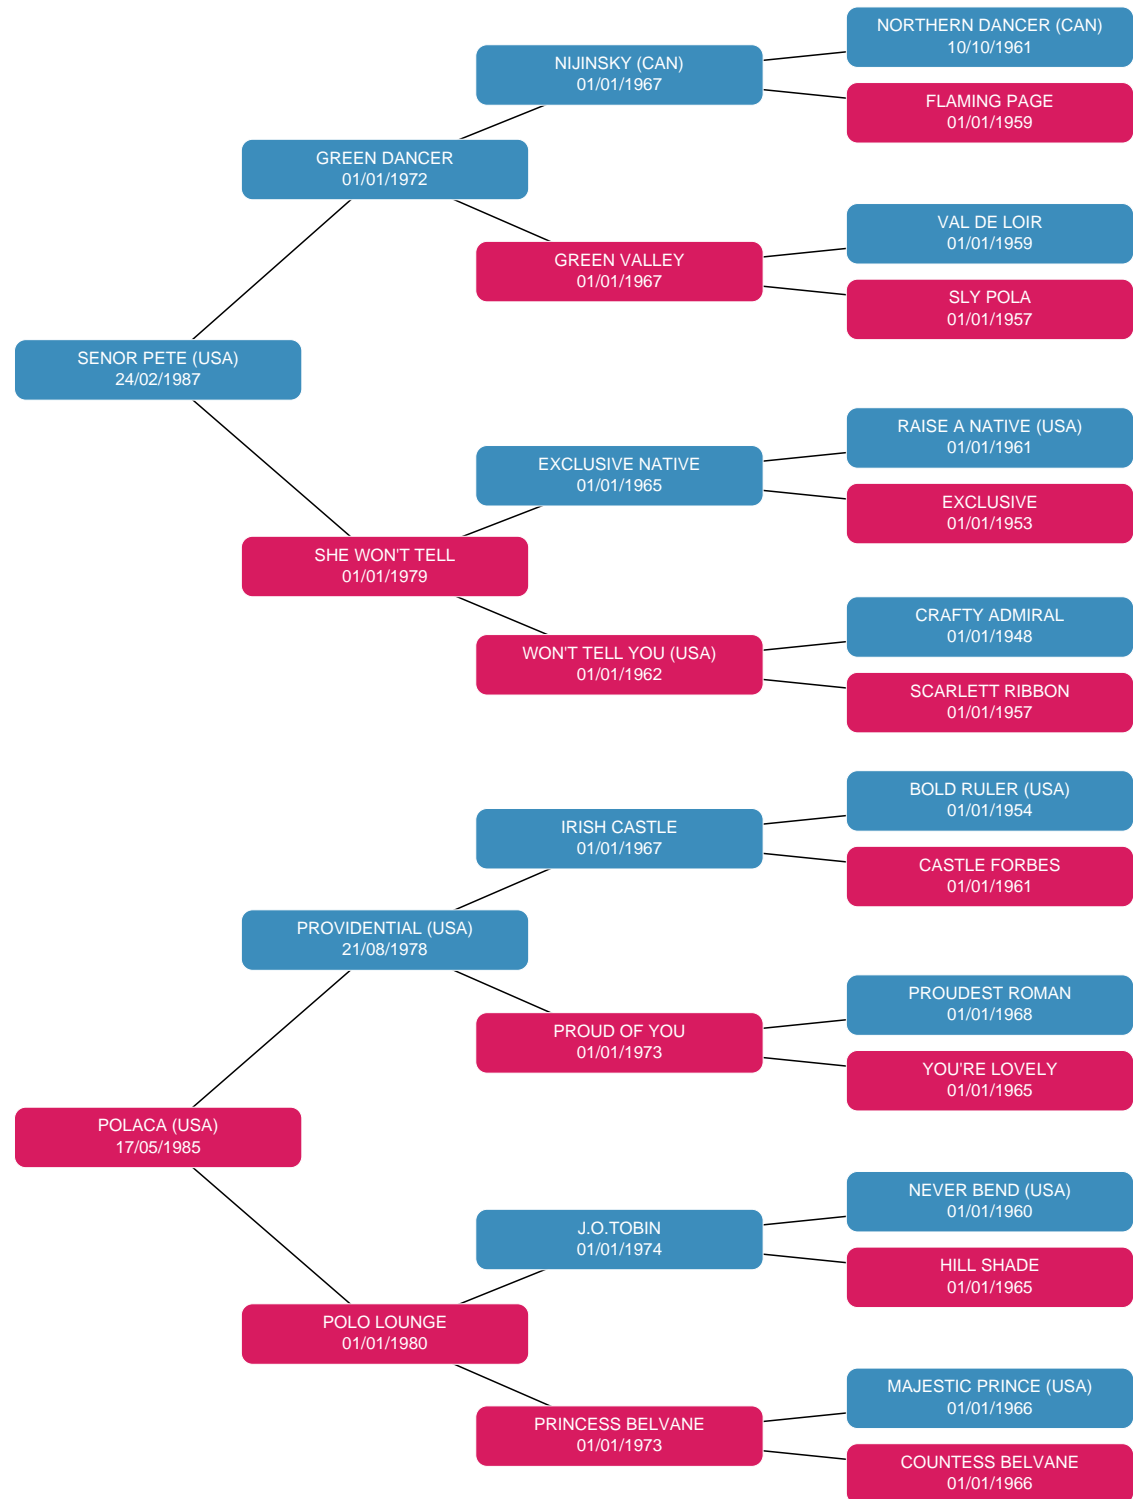 NORTHERN DANCER (CAN)
10/10/1961
NIJINSKY (CAN)
01/01/1967
FLAMING PAGE
01/01/1959
GREEN DANCER
01/01/1972
VAL DE LOIR
01/01/1959
GREEN VALLEY
01/01/1967
SLY POLA
01/01/1957
SENOR PETE (USA)
24/02/1987
RAISE A NATIVE (USA)
01/01/1961
EXCLUSIVE NATIVE
01/01/1965
EXCLUSIVE
01/01/1953
SHE WON'T TELL
01/01/1979
CRAFTY ADMIRAL
01/01/1948
WON'T TELL YOU (USA)
01/01/1962
SCARLETT RIBBON
01/01/1957
BOLD RULER (USA)
01/01/1954
IRISH CASTLE
01/01/1967
CASTLE FORBES
01/01/1961
PROVIDENTIAL (USA)
21/08/1978
PROUDEST ROMAN
01/01/1968
PROUD OF YOU
01/01/1973
YOU'RE LOVELY
01/01/1965
POLACA (USA)
17/05/1985
NEVER BEND (USA)
01/01/1960
J.O.TOBIN
01/01/1974
HILL SHADE
01/01/1965
POLO LOUNGE
01/01/1980
MAJESTIC PRINCE (USA)
01/01/1966
PRINCESS BELVANE
01/01/1973
COUNTESS BELVANE
01/01/1966